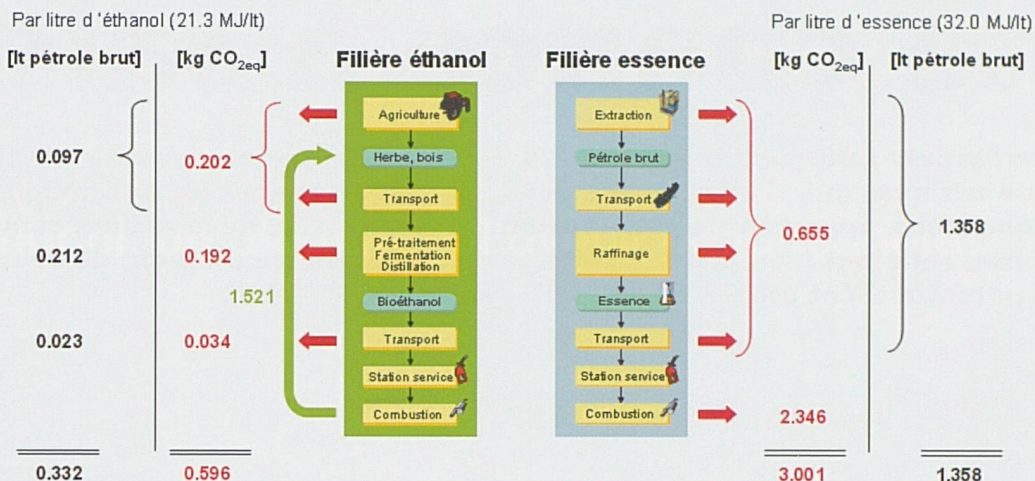 Par litre d 'éthanol (21.3 MJ/lt)
Par litre d 'essence (32.0 MJ/lt)
[lt pétrole brut]
[kg CO2eq]
Filière éthanol
Filière essence
[kg CO2eq]
[lt pétrole brut]
Agriculture
Herbe, bois
Transport
Pré-traitement
Fermentation
Distillation
Bioéthanol
Transport
Station service
Combustion
0.097
0.202
0.212
0.192
1.521
0.023
0.034
0.332
0.596
Extraction
Pétrole brut
Transport
Raffinage
Essence
Transport
Station service
Combustion
0.655
1.358
2.346
3.001
1.358